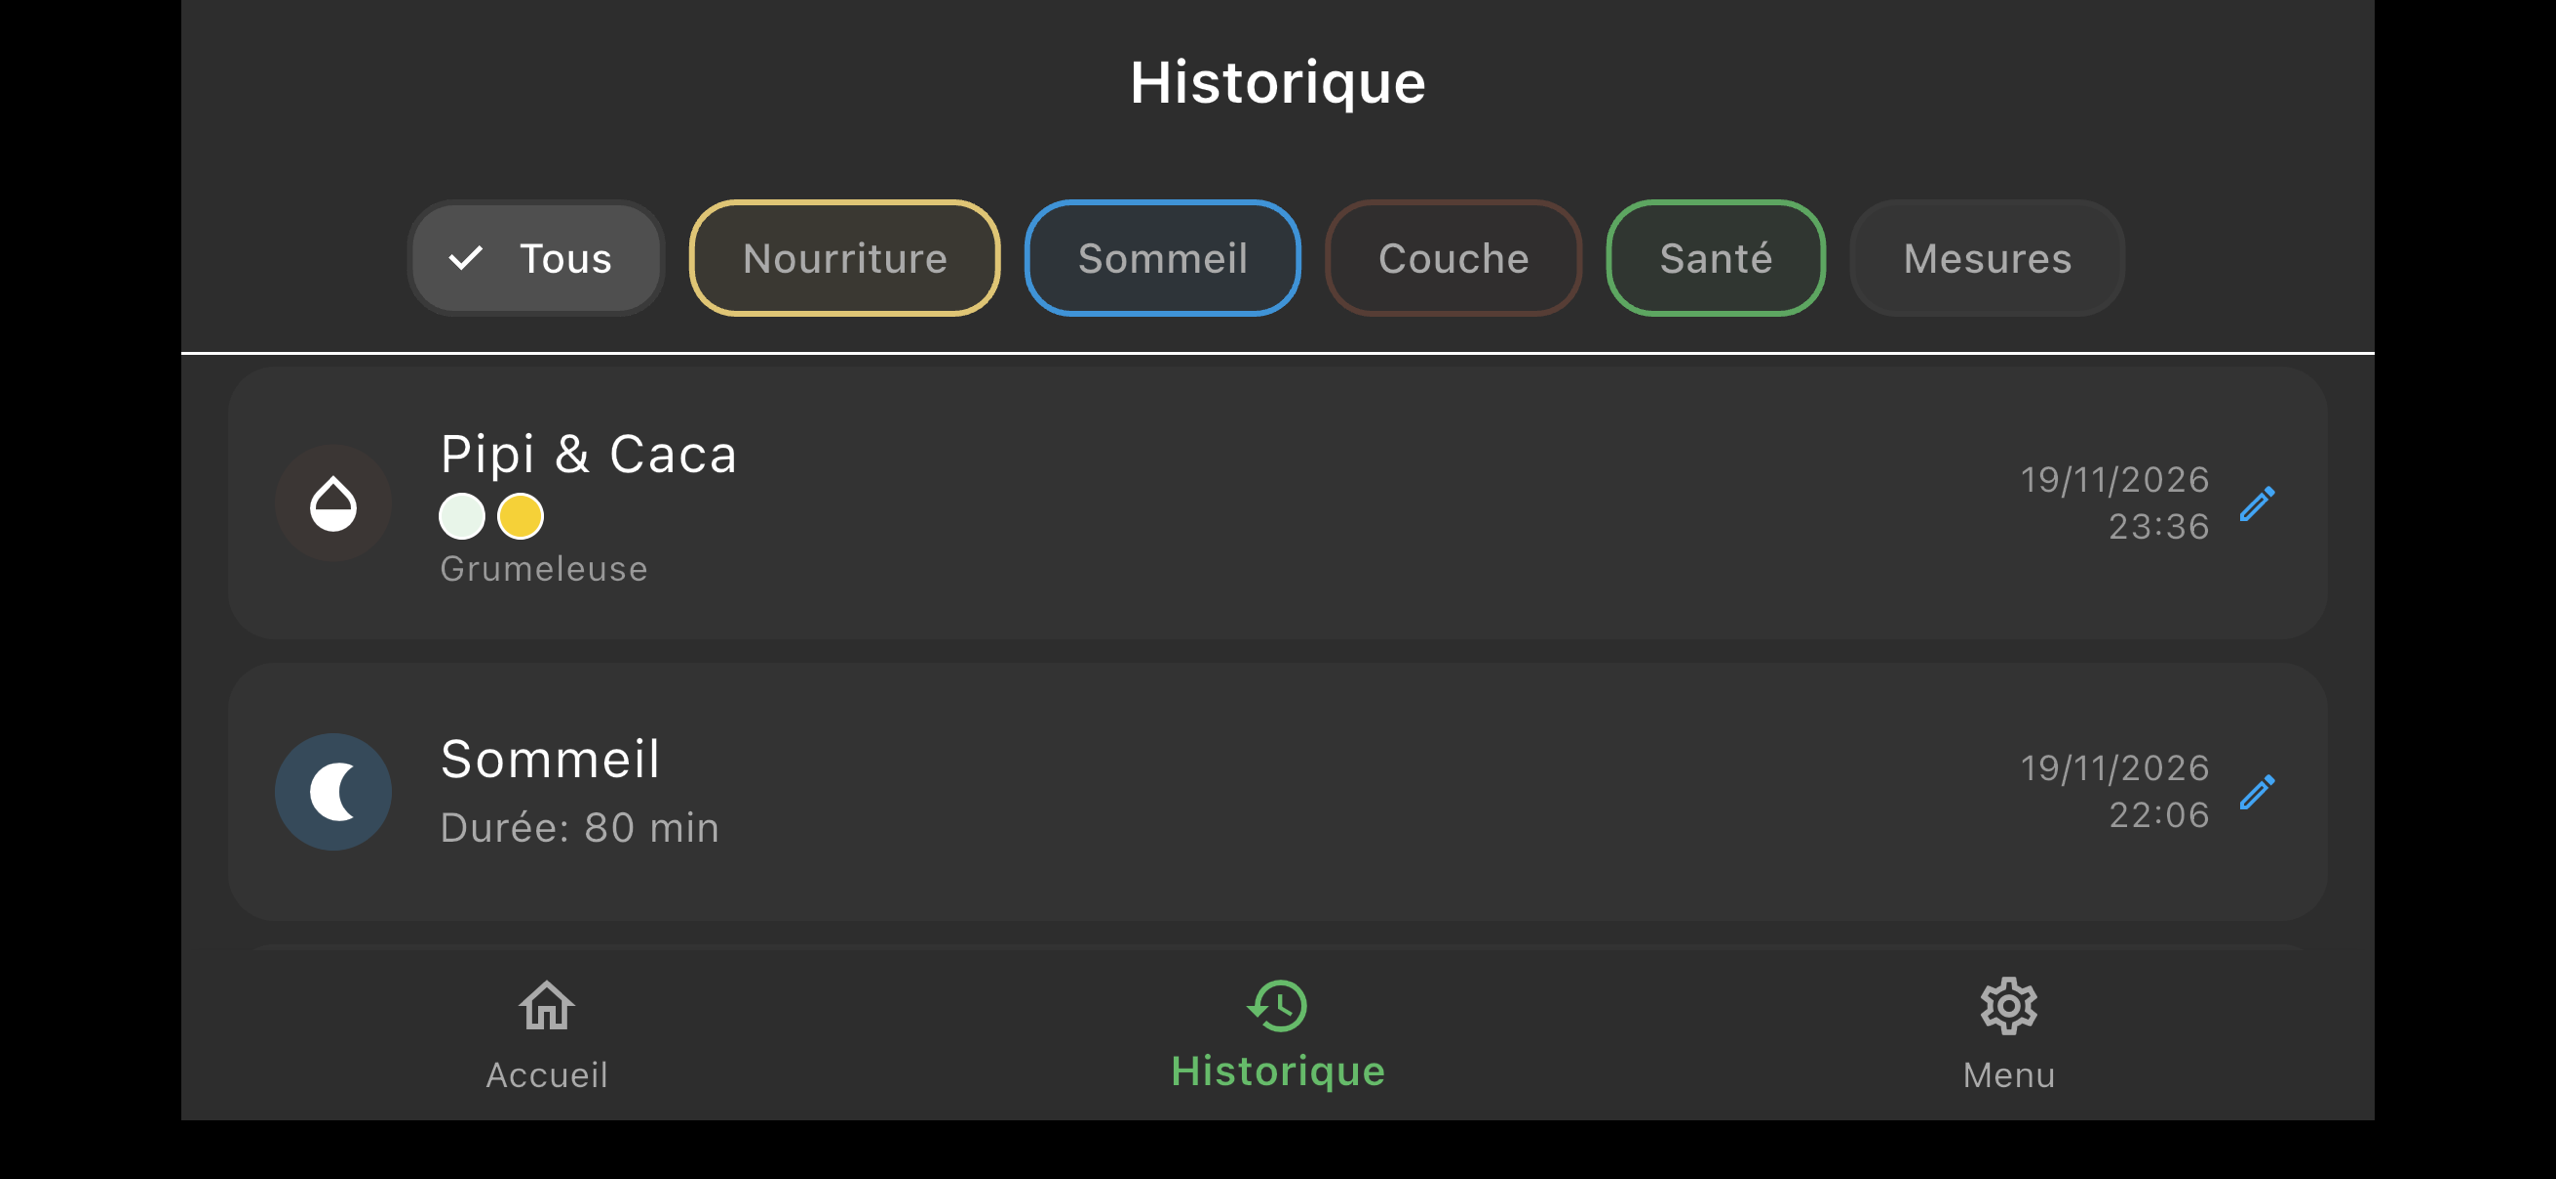 Historique
Tous
Nourriture
Sommeil
Couche
Santé
Mesures
Pipi & Caca
Grumeleuse
19/11/2026
23:36
Sommeil
Durée: 80 min
19/11/2026
22:06
Accueil
Historique
Menu